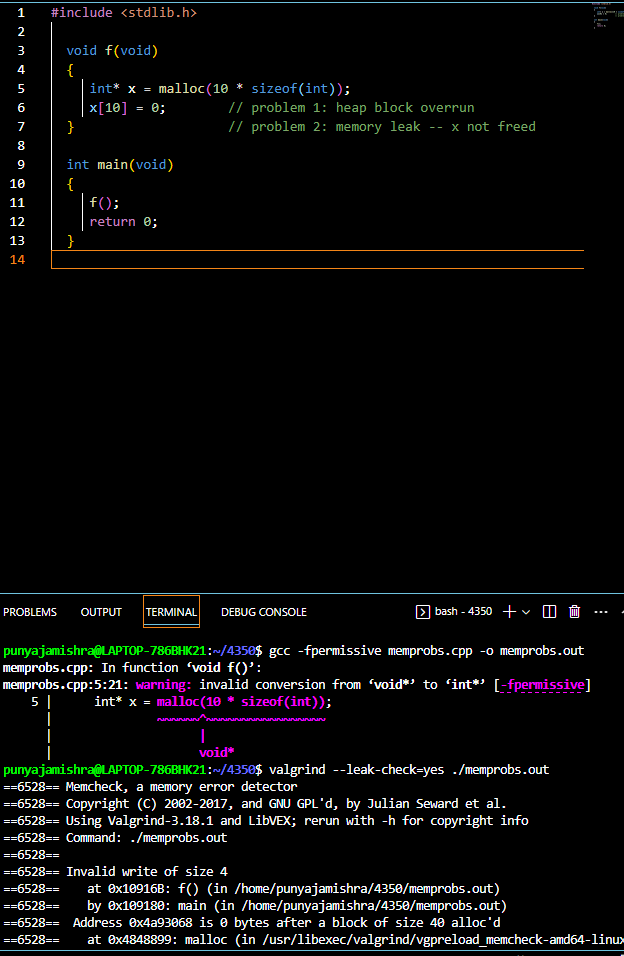 1 #include <stdlib.h>
2
3 void f(void)
4 {
5 int* x = malloc(10 * sizeof(int));
6 x[10] = 0; // problem 1: heap block overrun
7 } // problem 2: memory leak -- x not freed
8
9 int main(void)
10 {
11 f();
12 return 0;
13 }
14
PROBLEMS OUTPUT TERMINAL DEBUG CONSOLE bash - 4350
punyajamishra@LAPTOP-786BHK21:~/4350$ gcc -fpermissive memprobs.cpp -o memprobs.out
memprobs.cpp: In function ‘void f()’:
memprobs.cpp:5:21: warning: invalid conversion from ‘void*’ to ‘int*’ [-fpermissive]
5 | int* x = malloc(10 * sizeof(int));
| ~~~~~~^~~~~~~~~~~~~~~~~~
| |
| void*
punyajamishra@LAPTOP-786BHK21:~/4350$ valgrind --leak-check=yes ./memprobs.out
==6528== Memcheck, a memory error detector
==6528== Copyright (C) 2002-2017, and GNU GPL'd, by Julian Seward et al.
==6528== Using Valgrind-3.18.1 and LibVEX; rerun with -h for copyright info
==6528== Command: ./memprobs.out
==6528==
==6528== Invalid write of size 4
==6528== at 0x10916B: f() (in /home/punyajamishra/4350/memprobs.out)
==6528== by 0x109180: main (in /home/punyajamishra/4350/memprobs.out)
==6528== Address 0x4a93068 is 0 bytes after a block of size 40 alloc'd
==6528== at 0x4848899: malloc (in /usr/libexec/valgrind/vgpreload_memcheck-amd64-linux